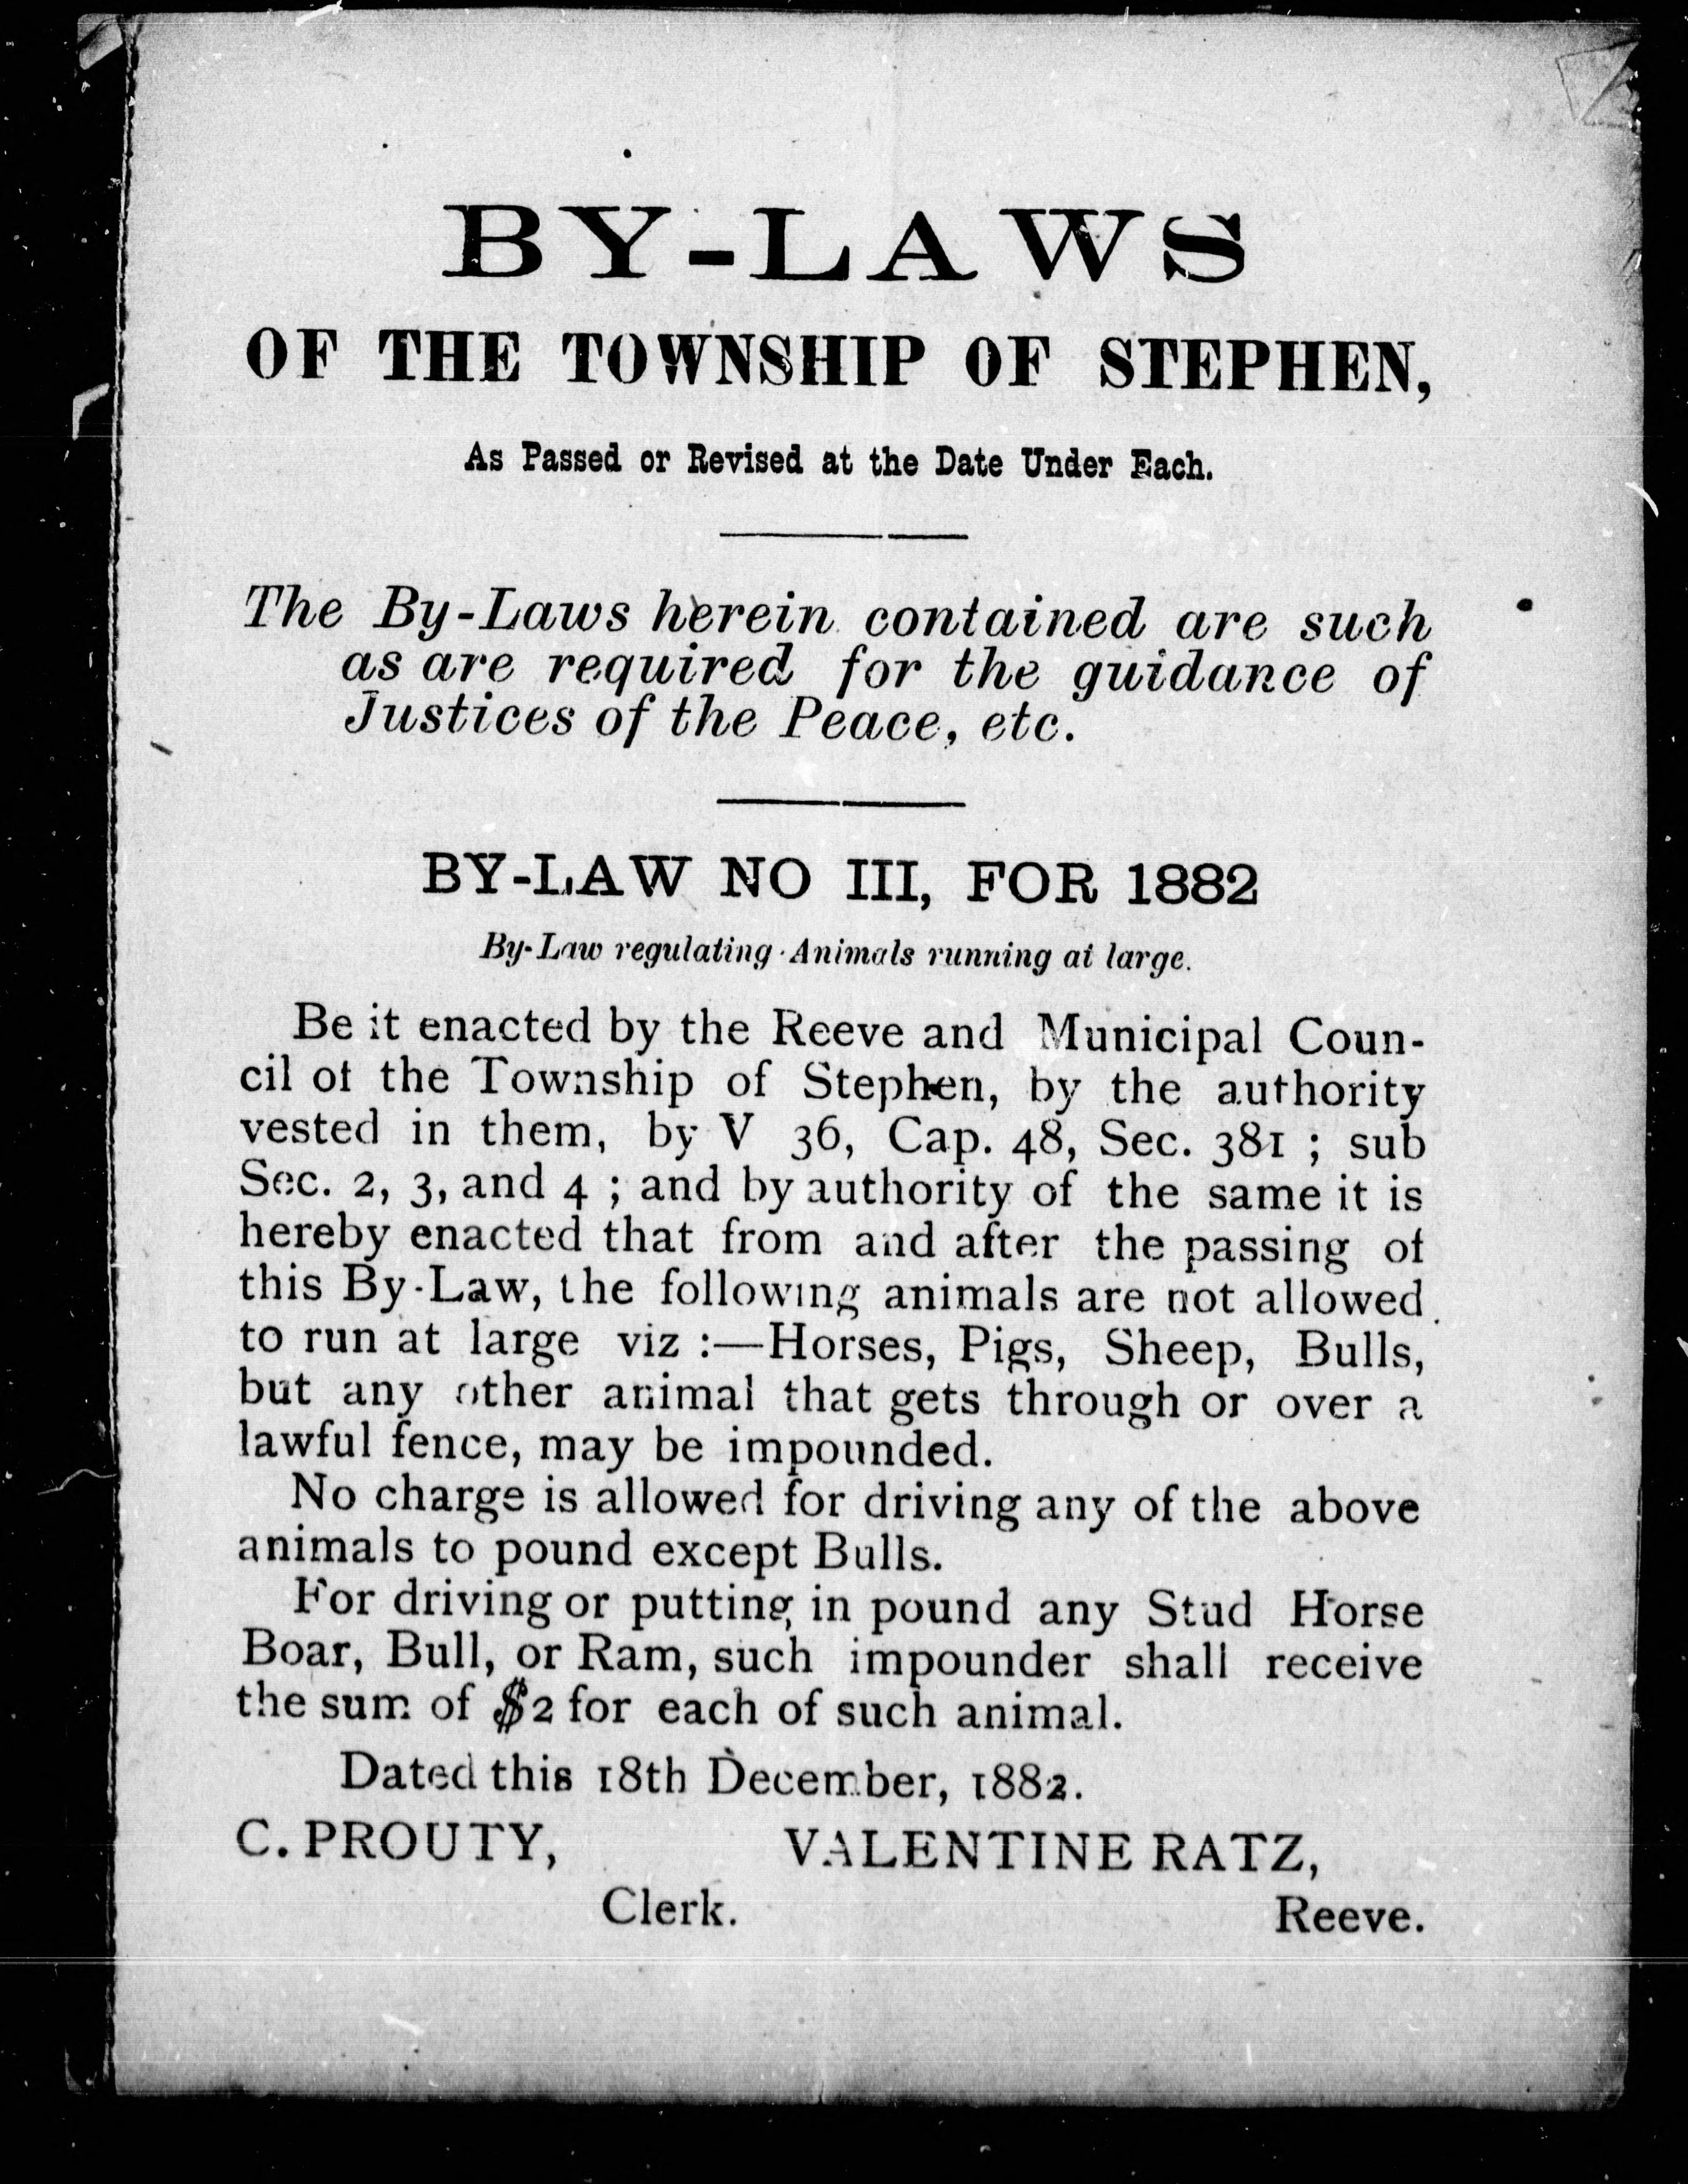 BY-LAWS
OF THE TOWNSHIP OF STEPHEN,
As Passed or Revised at the Date Under Each.
The By-Laws herein contained are such
as are required for the guidance of
Justices of the Peace, etc.
BY-LAW NO III, FOR 1882
By-Law regulating Animals running at large.
Be it enacted by the Reeve and Municipal Coun-
cil of the Township of Stephen, by the authority
vested in them, by V 36, Cap. 48, Sec. 381 ; sub
Sec. 2, 3, and 4 ; and by authority of the same it is
hereby enacted that from and after the passing of
this By-Law, the following animals are not allowed
to run at large viz :—Horses, Pigs, Sheep, Bulls,
but any other animal that gets through or over a
lawful fence, may be impounded.
No charge is allowed for driving any of the above
animals to pound except Bulls.
For driving or putting in pound any Stud Horse
Boar, Bull, or Ram, such impounder shall receive
the sum of $2 for each of such animal.
Dated this 18th December, 1882.
C. PROUTY, VALENTINE RATZ,
Clerk. Reeve.